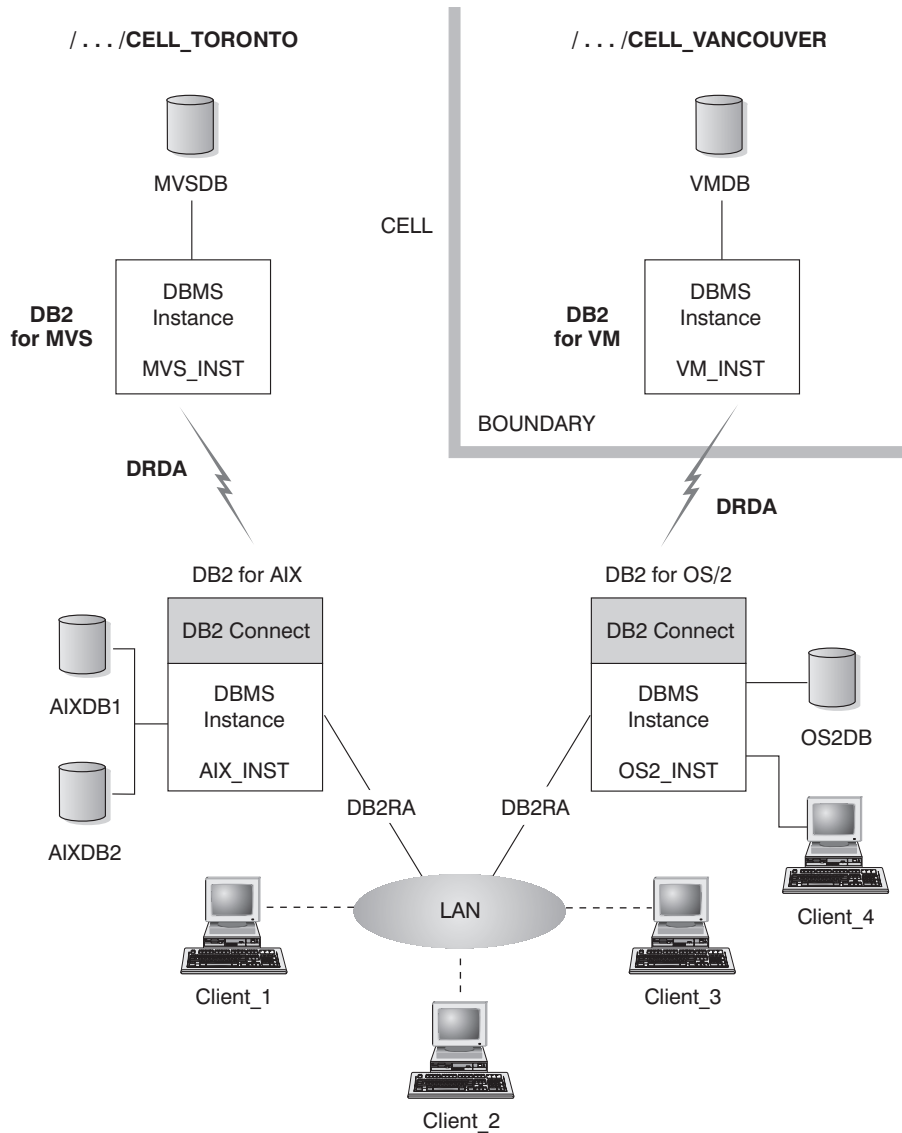 / . . . /CELL_TORONTO
/ . . . /CELL_VANCOUVER
MVSDB
VMDB
CELL
DB2
for MVS
DBMS
Instance
MVS_INST
DB2
for VM
DBMS
Instance
VM_INST
BOUNDARY
DRDA
DRDA
DB2 for AIX
DB2 for OS/2
DB2 Connect
DB2 Connect
AIXDB1
DBMS
Instance
AIX_INST
DBMS
Instance
OS2_INST
OS2DB
AIXDB2
DB2RA
DB2RA
LAN
Client_4
Client_1
Client_3
Client_2